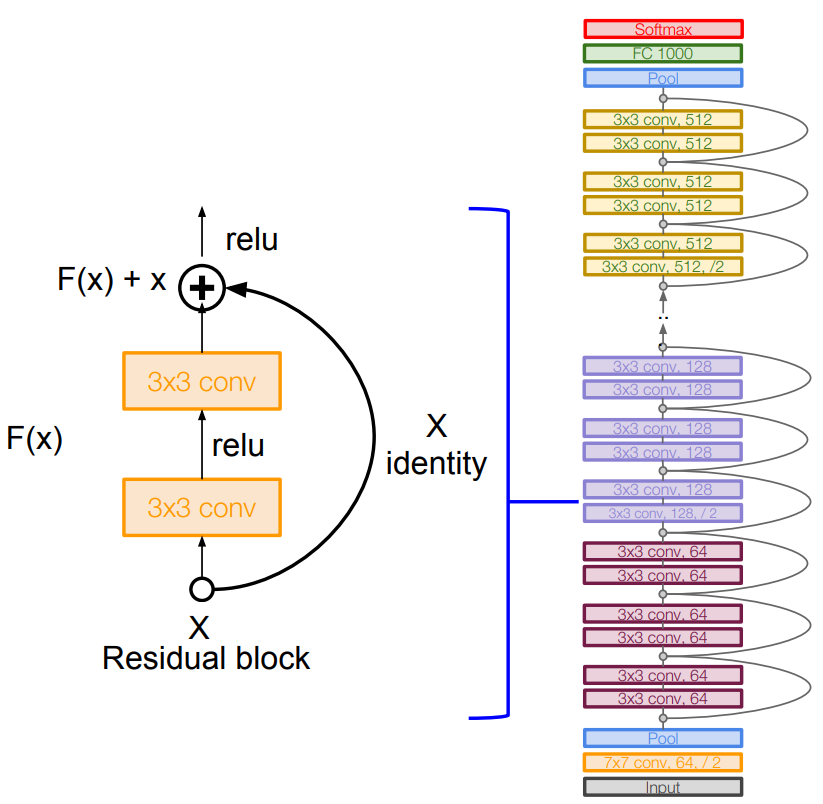 relu
F(x) + x
3x3 conv
F(x)
relu
X
identity
3x3 conv
X
Residual block
Softmax
FC 1000
Pool
3x3 conv, 512
3x3 conv, 512
3x3 conv, 512
3x3 conv, 512
3x3 conv, 512
3x3 conv, 512, /2
..
.
3x3 conv, 128
3x3 conv, 128
3x3 conv, 128
3x3 conv, 128
3x3 conv, 128
3x3 conv, 128, / 2
3x3 conv, 64
3x3 conv, 64
3x3 conv, 64
3x3 conv, 64
3x3 conv, 64
3x3 conv, 64
Pool
7x7 conv, 64, / 2
Input